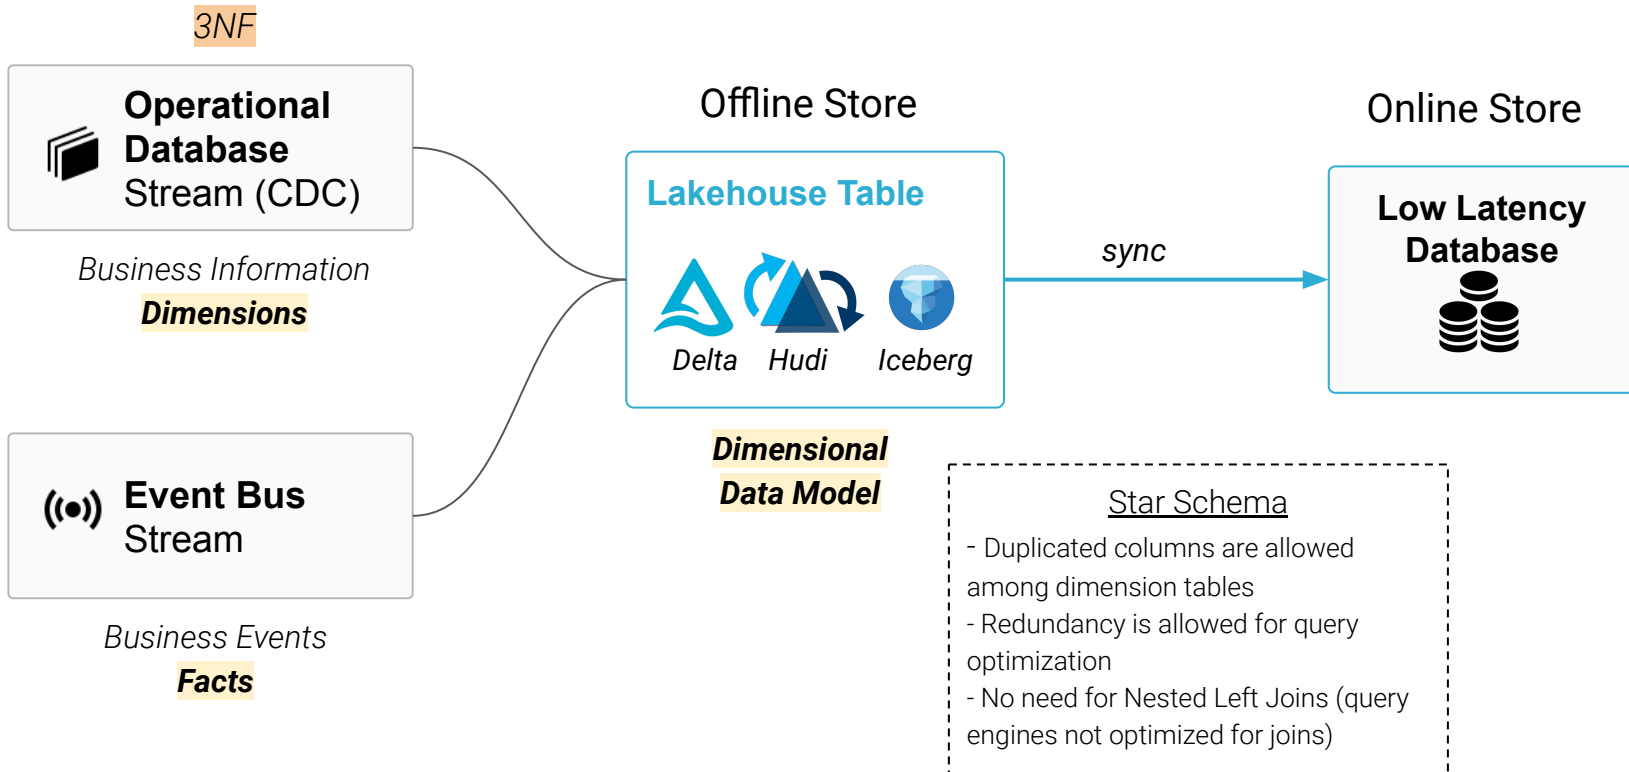 3NF
Operational
Database
Stream (CDC)
Business Information
Dimensions
Event Bus
Stream
Business Events
Facts
Offline Store
Lakehouse Table
Delta
Hudi
Iceberg
Dimensional
Data Model
sync
Online Store
Low Latency
Database
Star Schema
- Duplicated columns are allowed
among dimension tables
- Redundancy is allowed for query
optimization
- No need for Nested Left Joins (query
engines not optimized for joins)